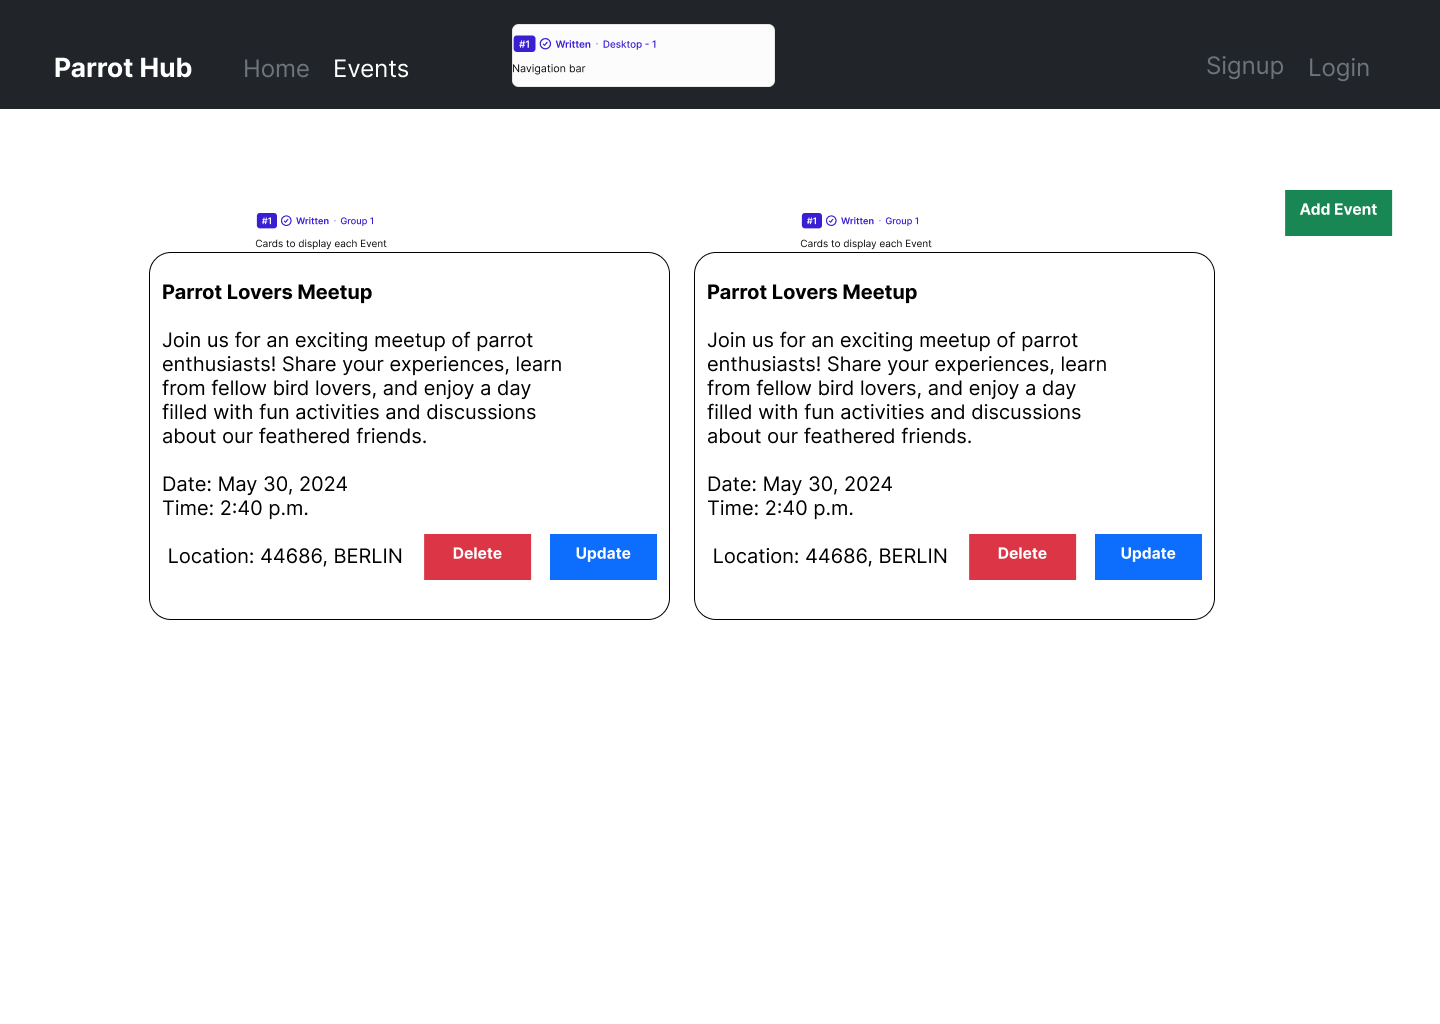 Parrot Hub Home Events Signup Login
#1 Written · Desktop - 1
Navigation bar
Add Event
#1 Written · Group 1
Cards to display each Event
Parrot Lovers Meetup
Join us for an exciting meetup of parrot
enthusiasts! Share your experiences, learn
from fellow bird lovers, and enjoy a day
filled with fun activities and discussions
about our feathered friends.
Date: May 30, 2024
Time: 2:40 p.m.
Location: 44686, BERLIN
Delete
Update
#1 Written · Group 1
Cards to display each Event
Parrot Lovers Meetup
Join us for an exciting meetup of parrot
enthusiasts! Share your experiences, learn
from fellow bird lovers, and enjoy a day
filled with fun activities and discussions
about our feathered friends.
Date: May 30, 2024
Time: 2:40 p.m.
Location: 44686, BERLIN
Delete
Update